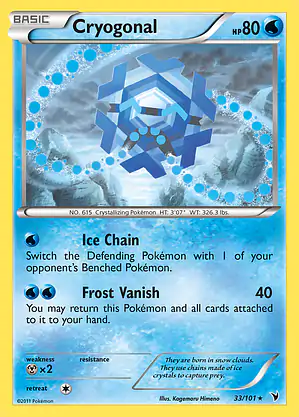 BASIC
Cryogonal
HP80
NO. 615 Crystallizing Pokémon. HT: 3'07" WT: 326.3 lbs.
Ice Chain
Switch the Defending Pokémon with 1 of your
opponent's Benched Pokémon.
Frost Vanish 40
You may return this Pokémon and all cards attached
to it to your hand.
weakness
resistance
×2
They are born in snow clouds.
They use chains made of ice
crystals to capture prey.
retreat
Illus. Kagemaru Himeno
33/101 ★
©2011 Pokémon